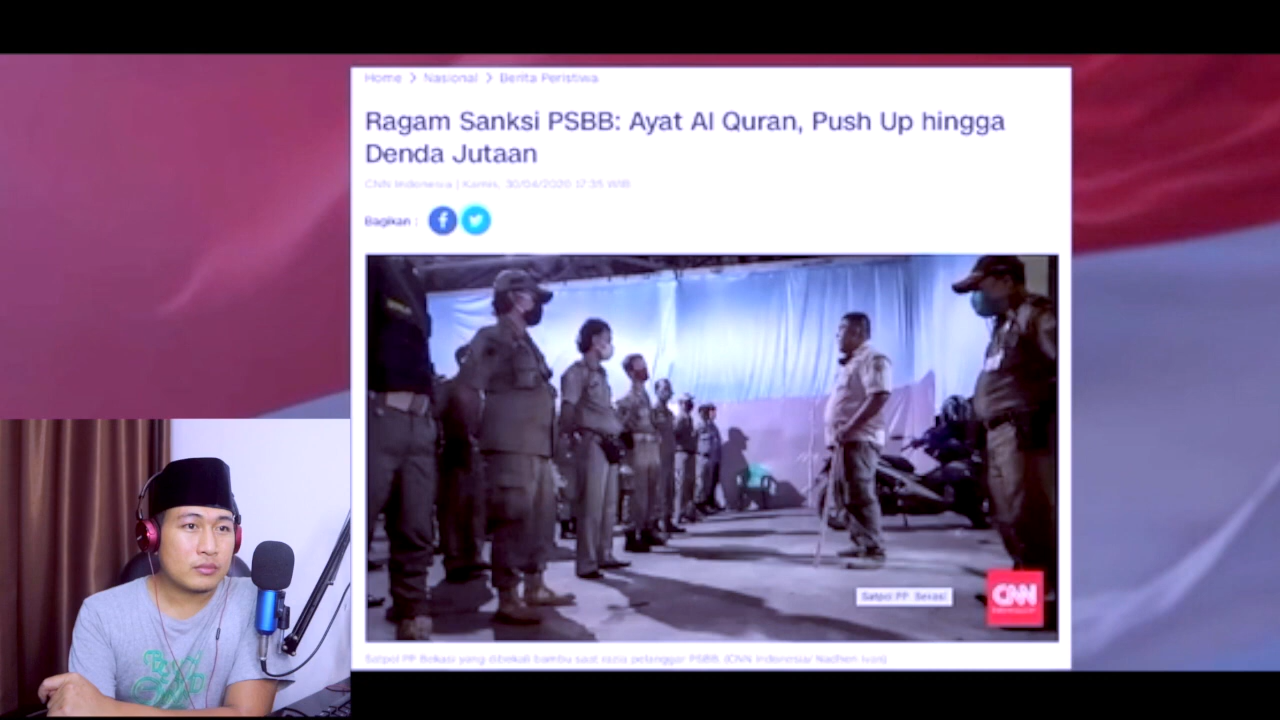 Home > Nasional > Berita Peristiwa
Ragam Sanksi PSBB: Ayat Al Quran, Push Up hingga
Denda Jutaan
CNN Indonesia | Kamis, 30/04/2020 17:35 WIB
Bagikan :
Satpol PP Bekasi
CNN
Satpol PP Bekasi yang dibekali bambu saat razia pelanggar PSBB. (CNN Indonesia/